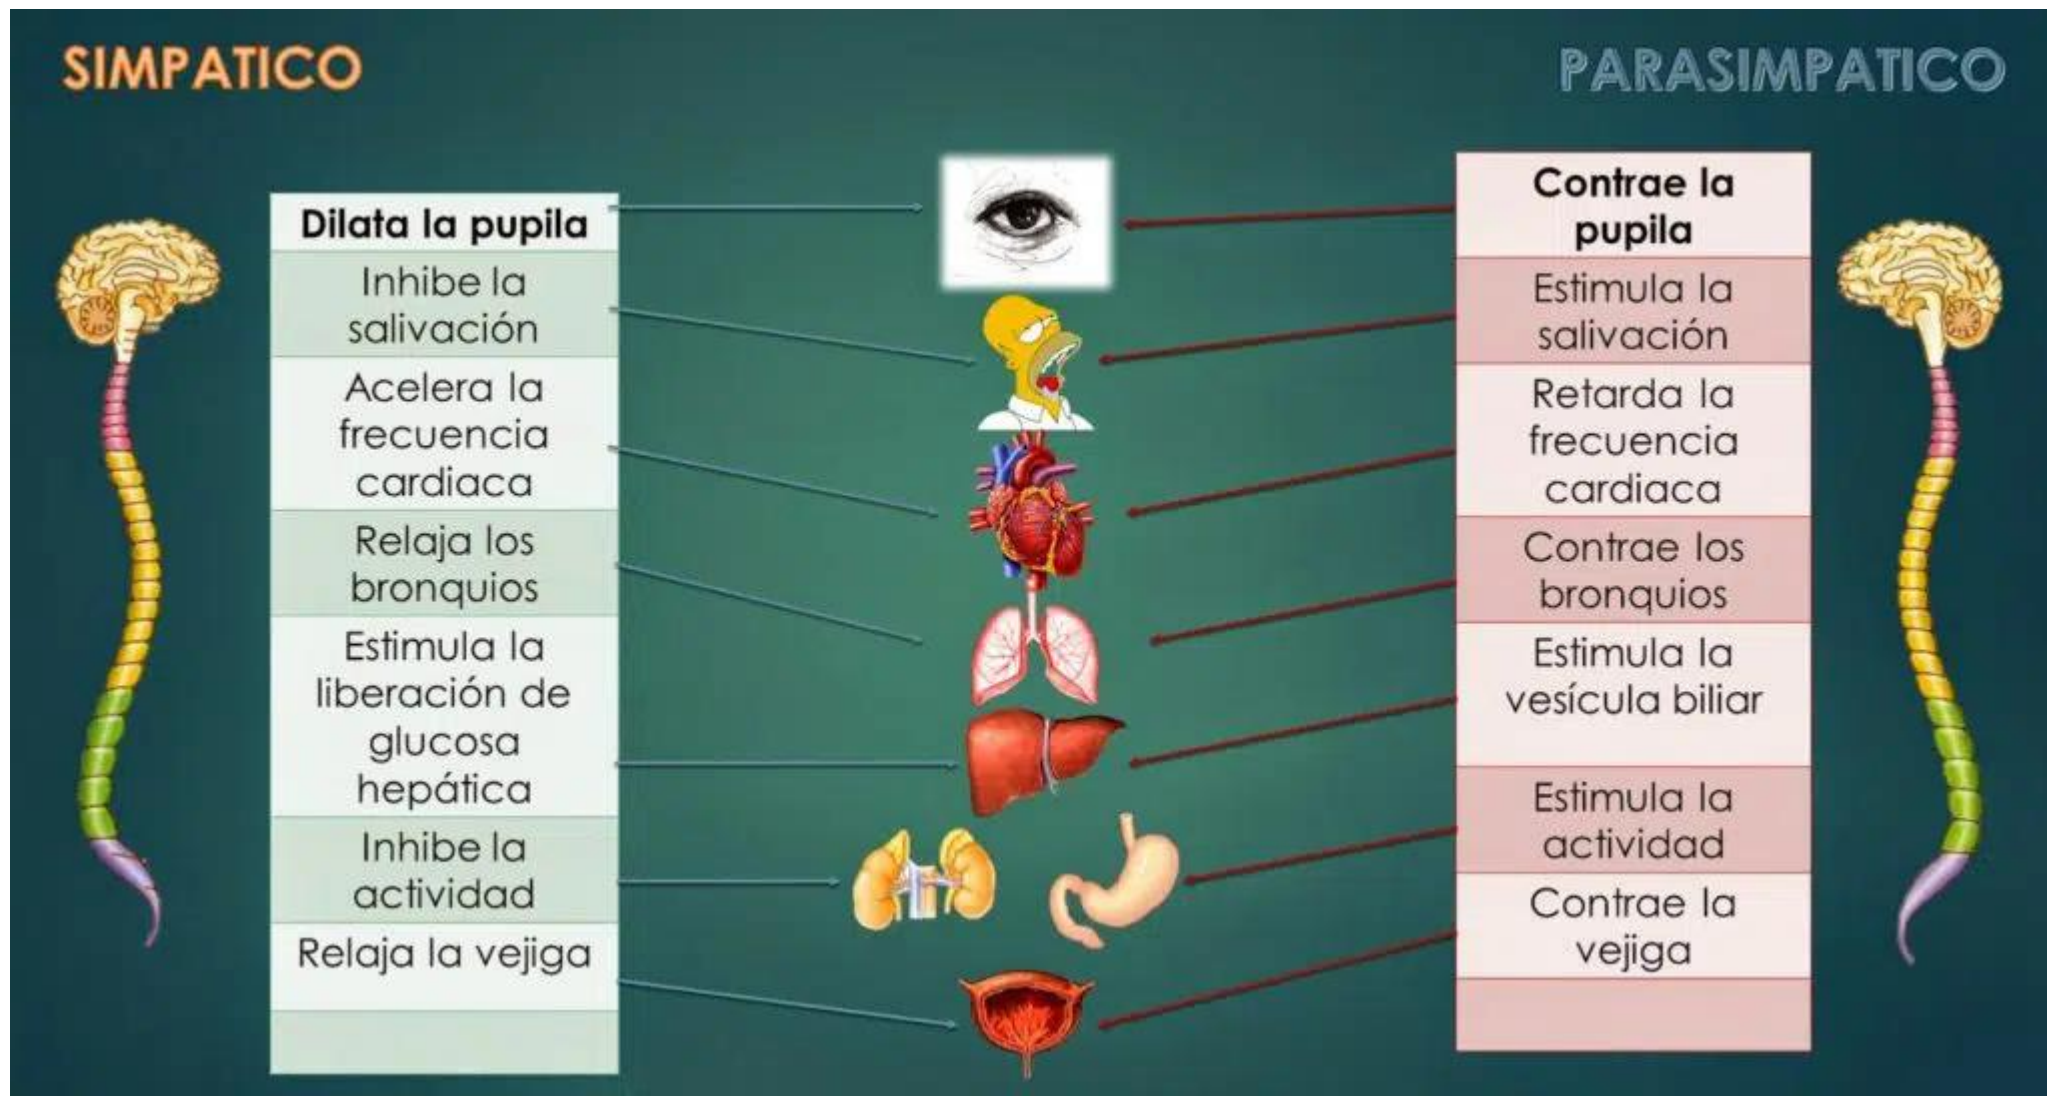 SIMPATICO
PARASIMPATICO
Dilata la pupila
Inhibe la
salivación
Acelera la
frecuencia
cardiaca
Relaja los
bronquios
Estimula la
liberación de
glucosa
hepática
Inhibe la
actividad
Relaja la vejiga
Contrae la
pupila
Estimula la
salivación
Retarda la
frecuencia
cardiaca
Contrae los
bronquios
Estimula la
vesícula biliar
Estimula la
actividad
Contrae la
vejiga